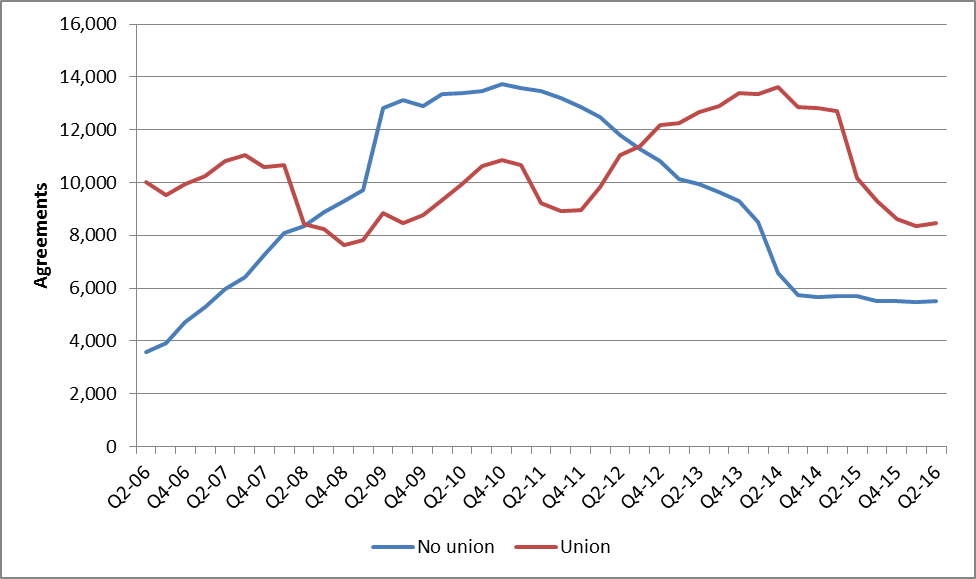 16,000
14,000
12,000
10,000
8,000
6,000
4,000
2,000
0
Agreements
Q2-06
Q4-06
Q2-07
Q4-07
Q2-08
Q4-08
Q2-09
Q4-09
Q2-10
Q4-10
Q2-11
Q4-11
Q2-12
Q4-12
Q2-13
Q4-13
Q2-14
Q4-14
Q2-15
Q4-15
Q2-16
No union
Union